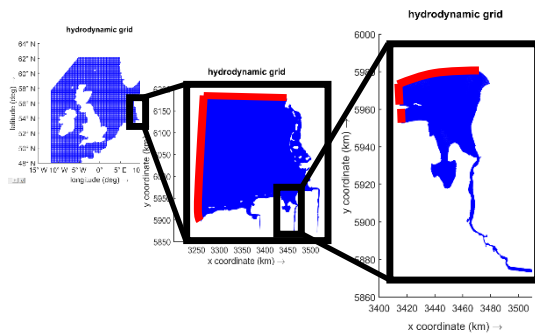 hydrodynamic grid
64° N
62° N
60° N
58° N
56° N
54° N
52° N
50° N
48° N
15° W
10° W
5° W
0°
5° E
10
latitude (deg) →
longitude (deg) →
hydrodynamic grid
6200
6150
6100
6050
6000
5950
5900
5850
3250
3300
3350
3400
3450
3500
y coordinate (km) →
x coordinate (km) →
hydrodynamic grid
6000
5980
5960
5940
5920
5900
5880
5860
3400
3420
3440
3460
3480
3500
y coordinate (km) →
x coordinate (km) →